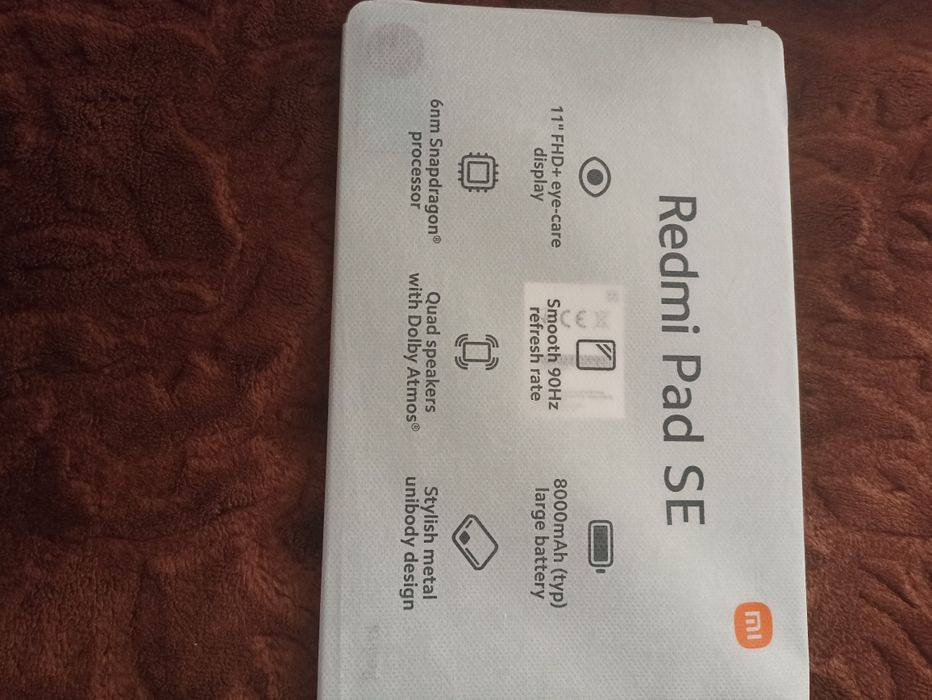 Redmi Pad SE
mi
11" FHD+ eye-care
display
Smooth 90Hz
refresh rate
8000mAh (typ)
large battery
6nm Snapdragon®
processor
Quad speakers
with Dolby Atmos®
Stylish metal
unibody design
CE